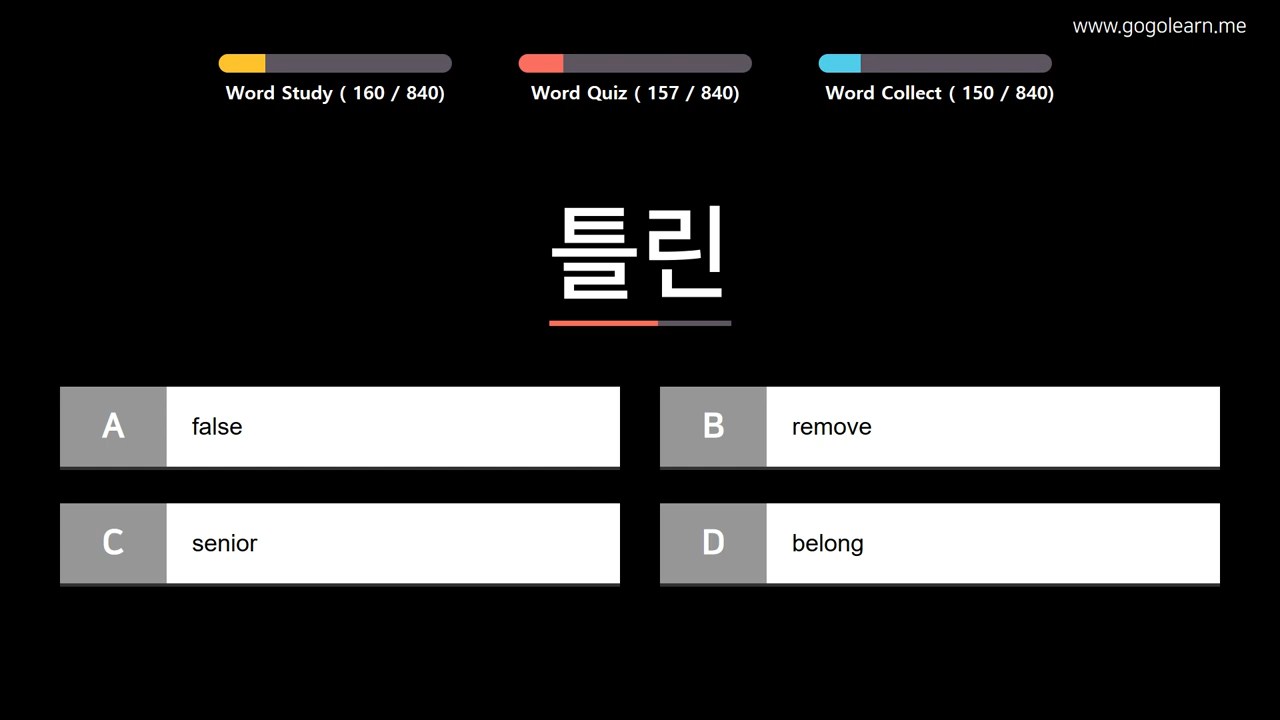 www.gogolearn.me
Word Study ( 160 / 840)
Word Quiz ( 157 / 840)
Word Collect ( 150 / 840)
틀린
A false
B remove
C senior
D belong